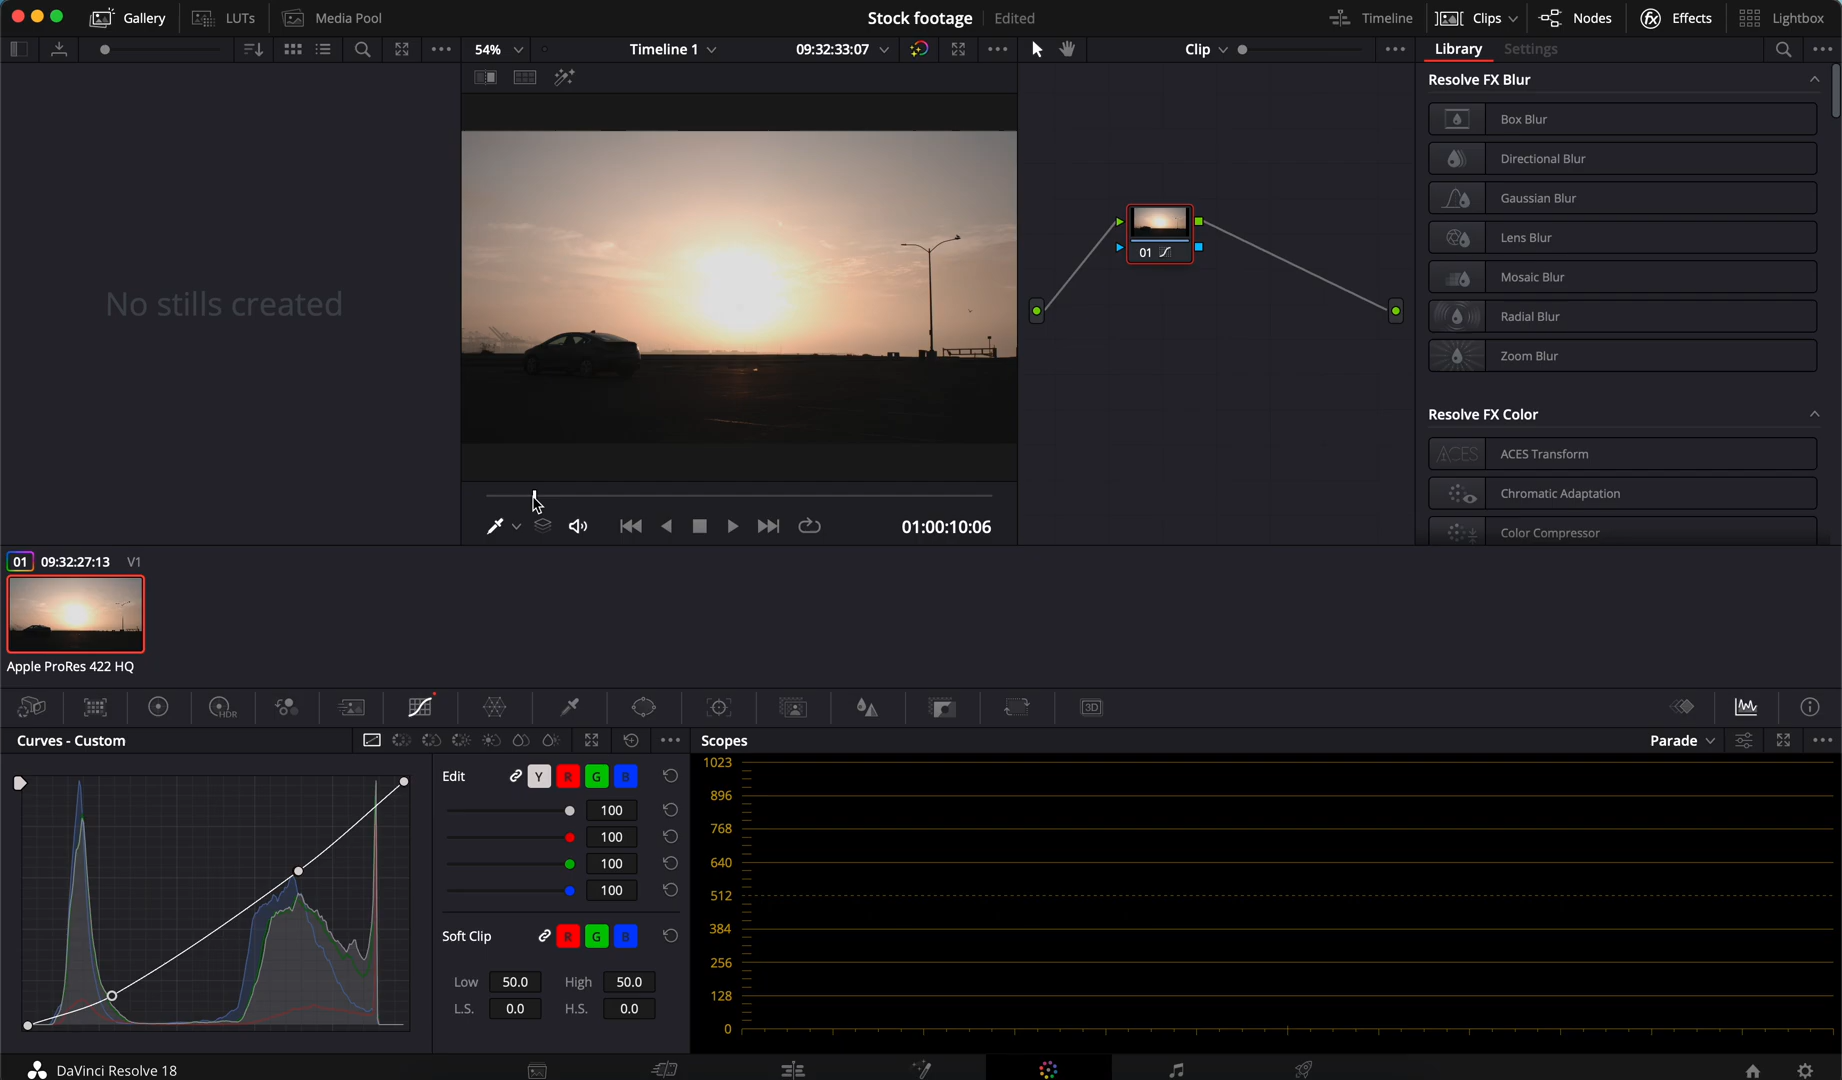 Gallery LUTs Media Pool Stock footage Edited Timeline Clips Nodes Effects Lightbox
54% Timeline 1 09:32:33:07 Clip Library Settings
Resolve FX Blur
Box Blur
Directional Blur
Gaussian Blur
Lens Blur
Mosaic Blur
Radial Blur
Zoom Blur
Resolve FX Color
ACES ACES Transform
Chromatic Adaptation
Color Compressor
No stills created
01
01:00:10:06
01 09:32:27:13 V1
Apple ProRes 422 HQ
HDR 3D
Curves - Custom Scopes Parade
Edit Y R G B
100
100
100
100
Soft Clip R G B
Low 50.0 High 50.0
L.S. 0.0 H.S. 0.0
1023
896
768
640
512
384
256
128
0
DaVinci Resolve 18